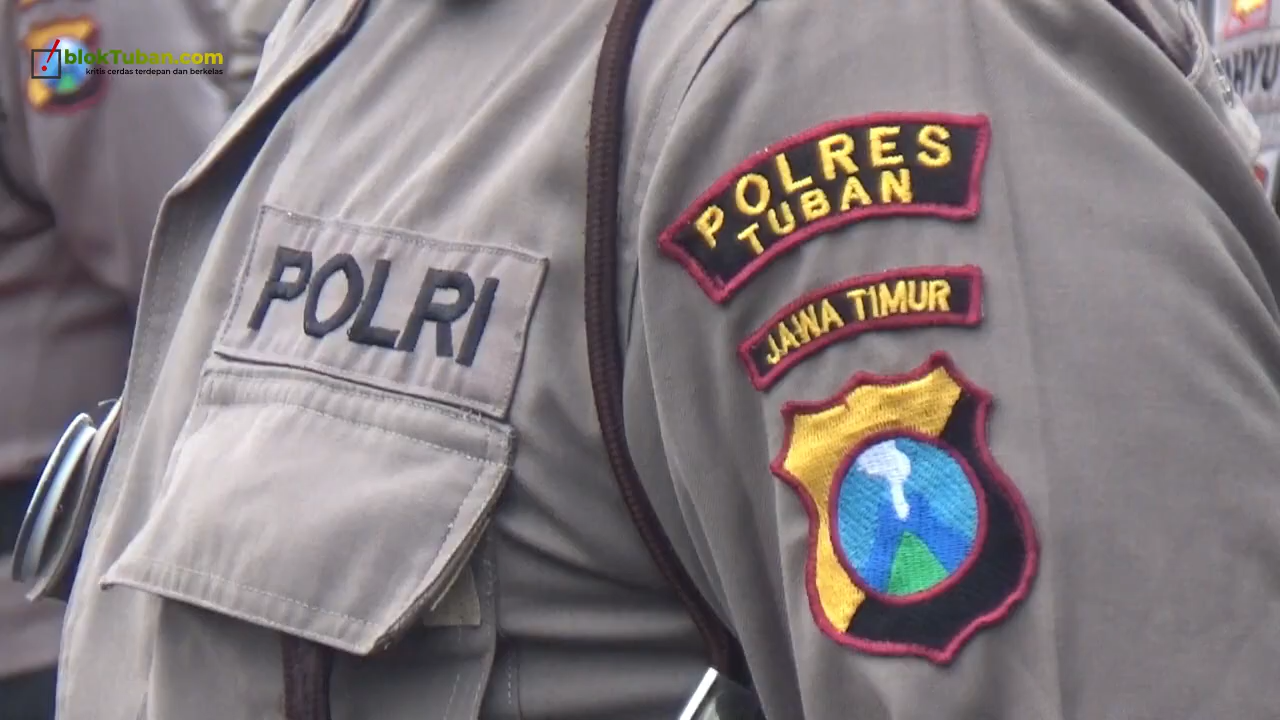 blokTuban.com
kritis cerdas terdepan dan berkelas
POLRI
POLRES
TUBAN
JAWA TIMUR